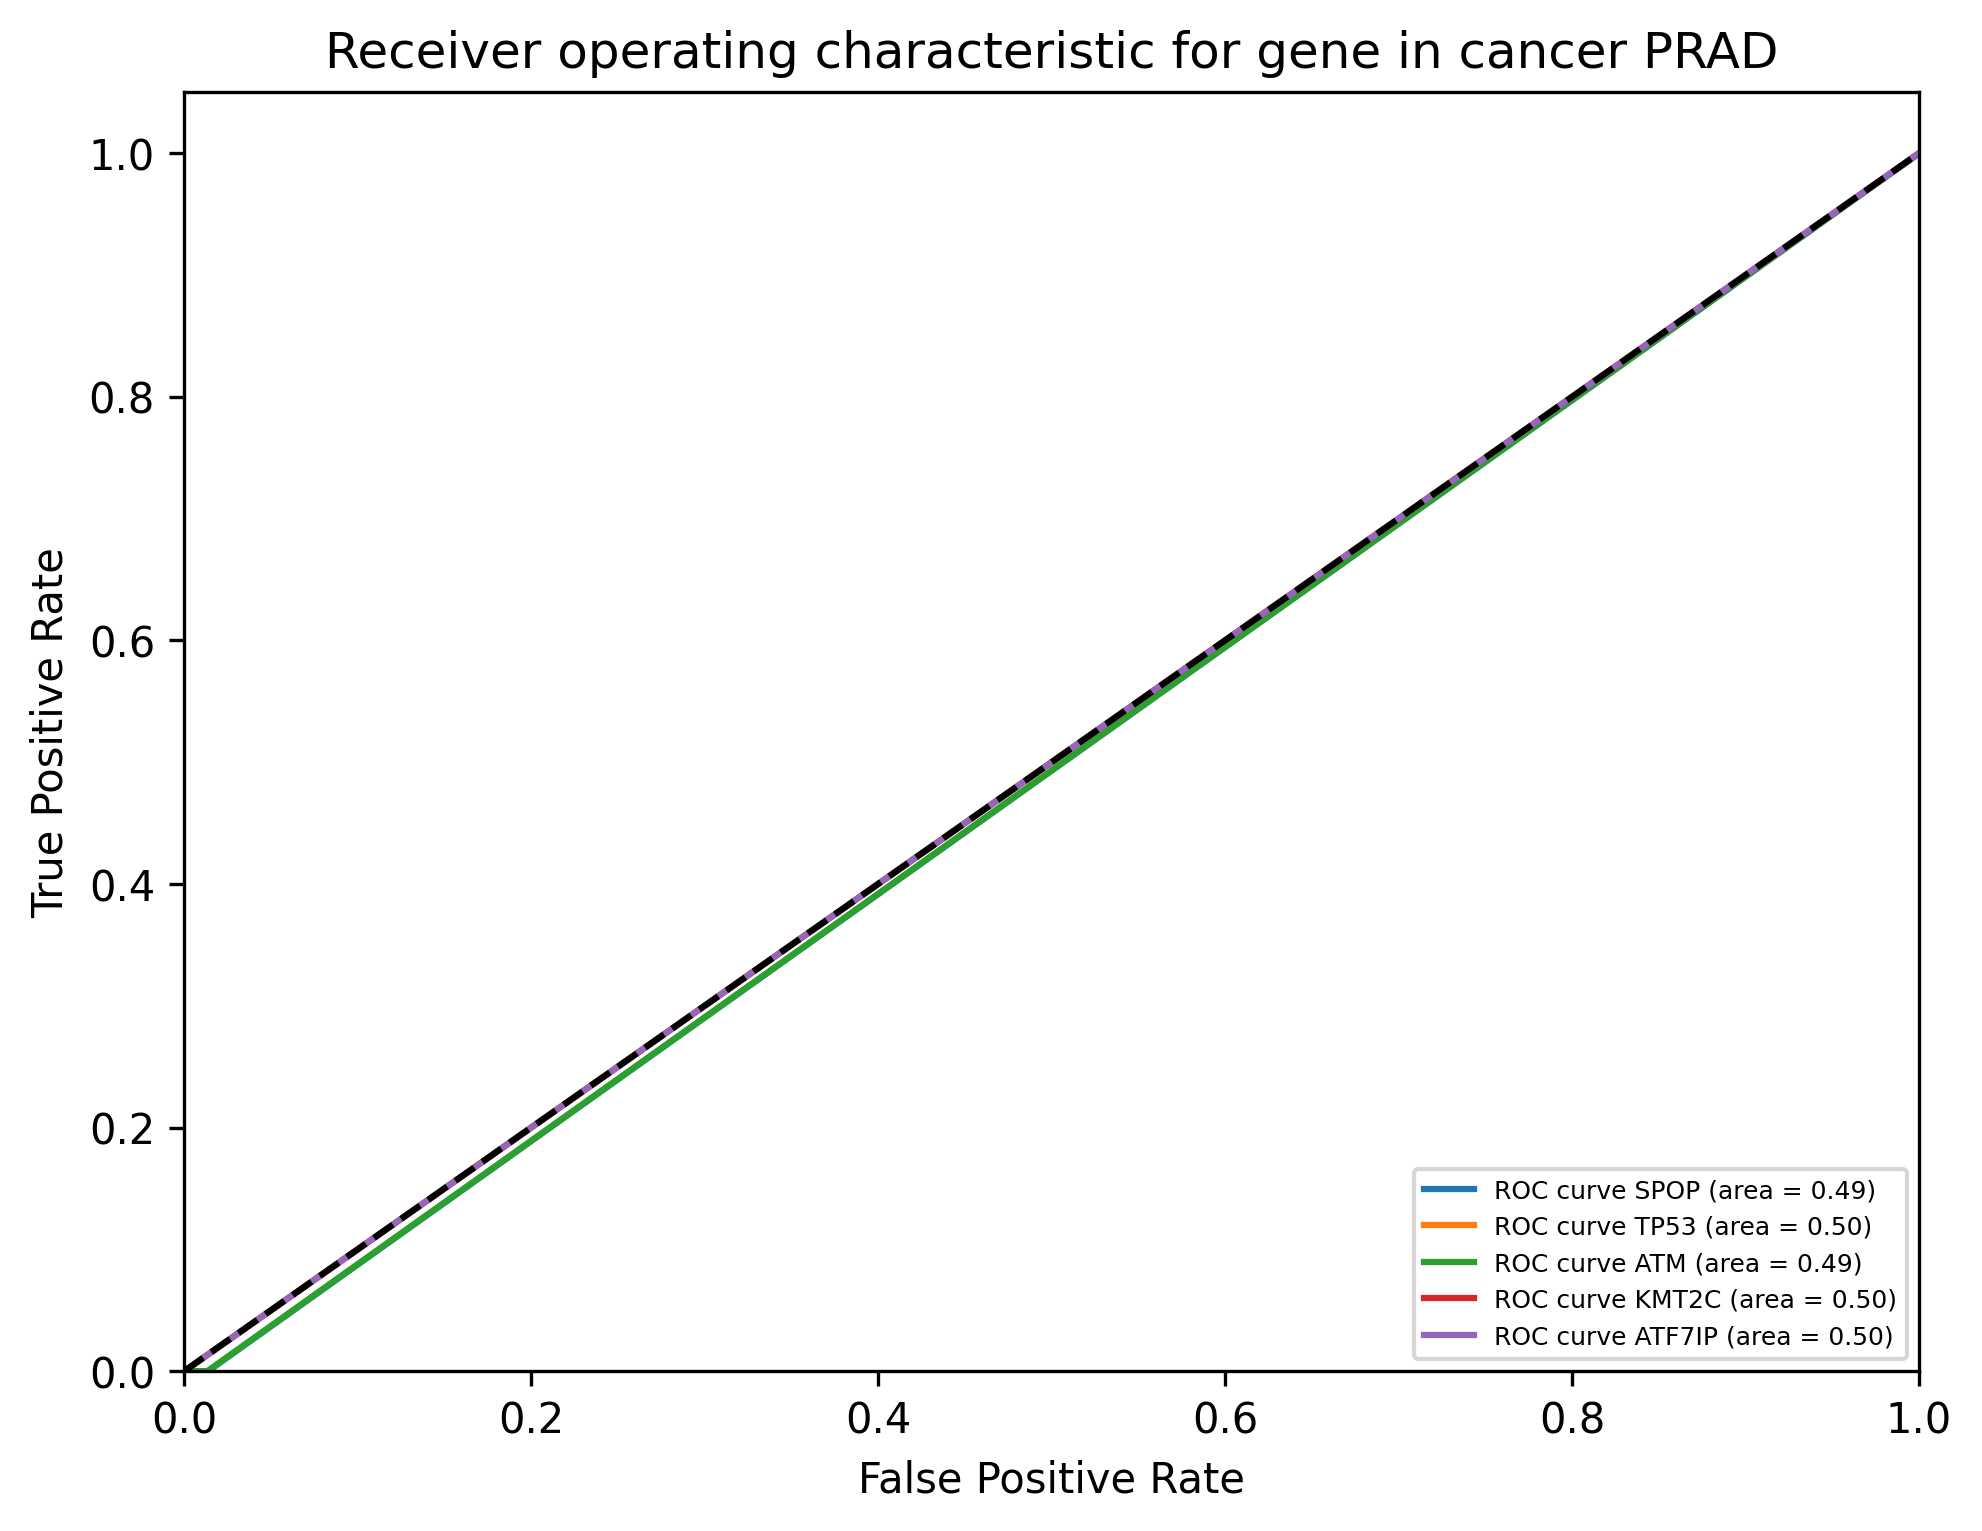 Receiver operating characteristic for gene in cancer PRAD
True Positive Rate
1.0
0.8
0.6
0.4
0.2
0.0
0.0 0.2 0.4 0.6 0.8 1.0
False Positive Rate
ROC curve SPOP (area = 0.49)
ROC curve TP53 (area = 0.50)
ROC curve ATM (area = 0.49)
ROC curve KMT2C (area = 0.50)
ROC curve ATF7IP (area = 0.50)